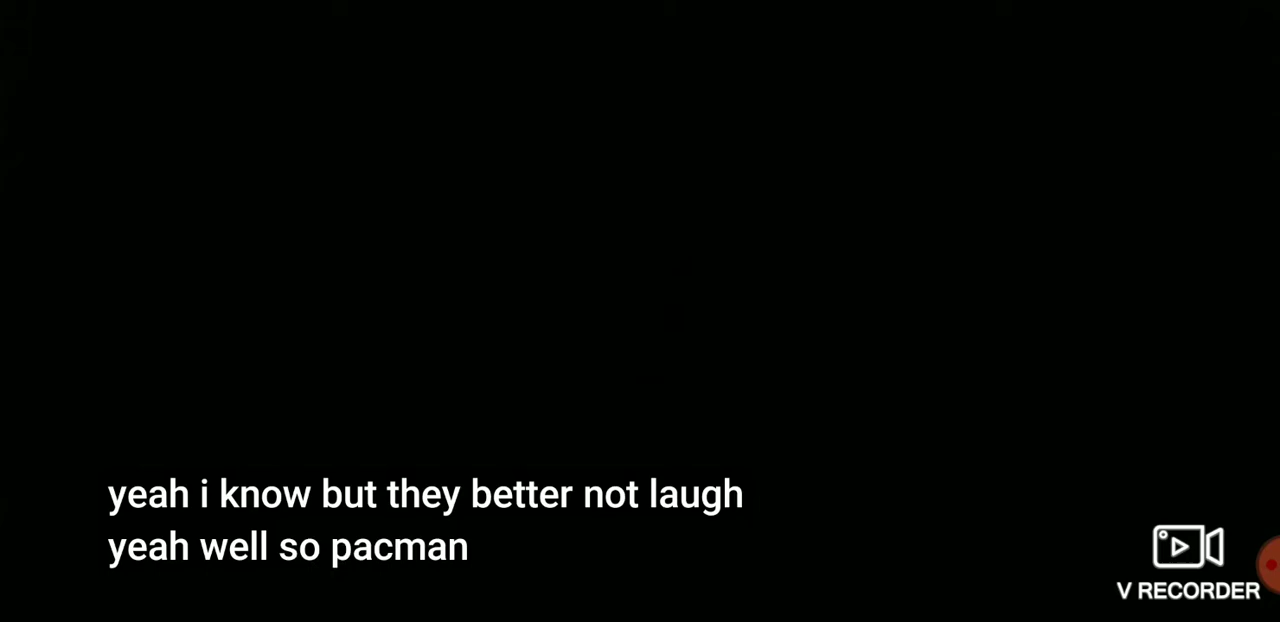 yeah i know but they better not laugh
yeah well so pacman
V RECORDER